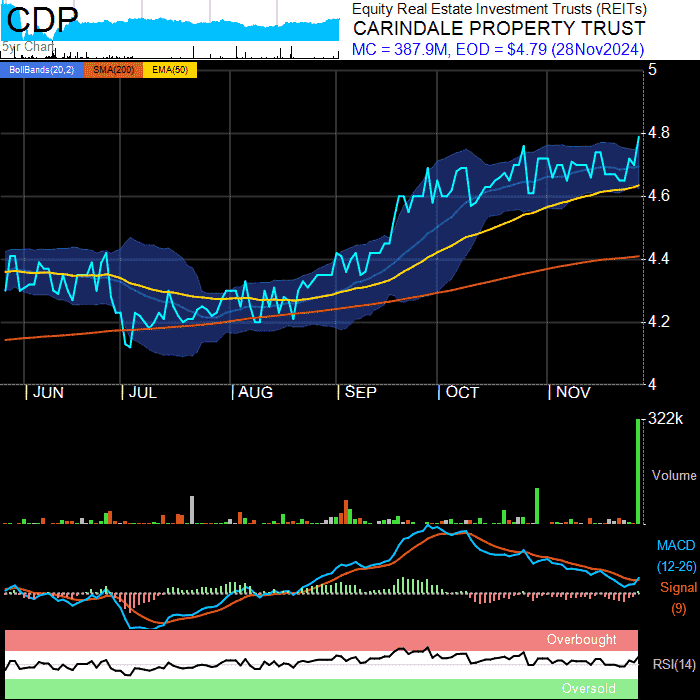 CDP
5yr Chart
Equity Real Estate Investment Trusts (REITs)
CARINDALE PROPERTY TRUST
MC = 387.9M, EOD = $4.79 (28Nov2024)
BollBands(20,2) SMA(200) EMA(50)
5
4.8
4.6
4.4
4.2
4
JUN JUL AUG SEP OCT NOV
322k
Volume
MACD
(12-26)
Signal
(9)
Overbought
RSI(14)
Oversold